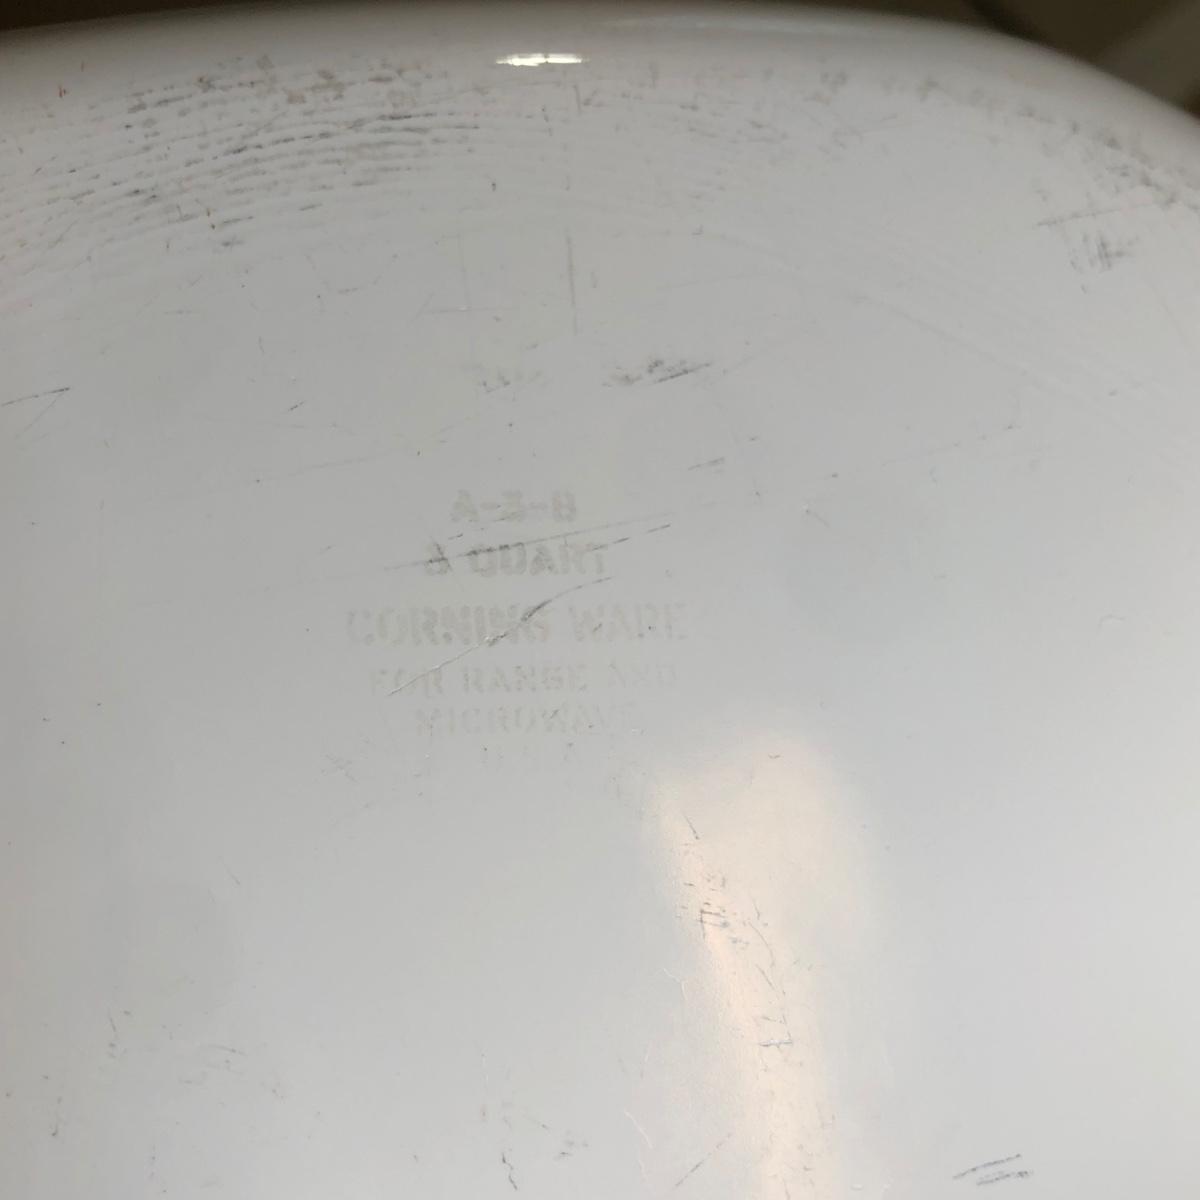 A-3-B
3 QUART
CORNING WARE
FOR RANGE AND
MICROWAVE
U.S.A